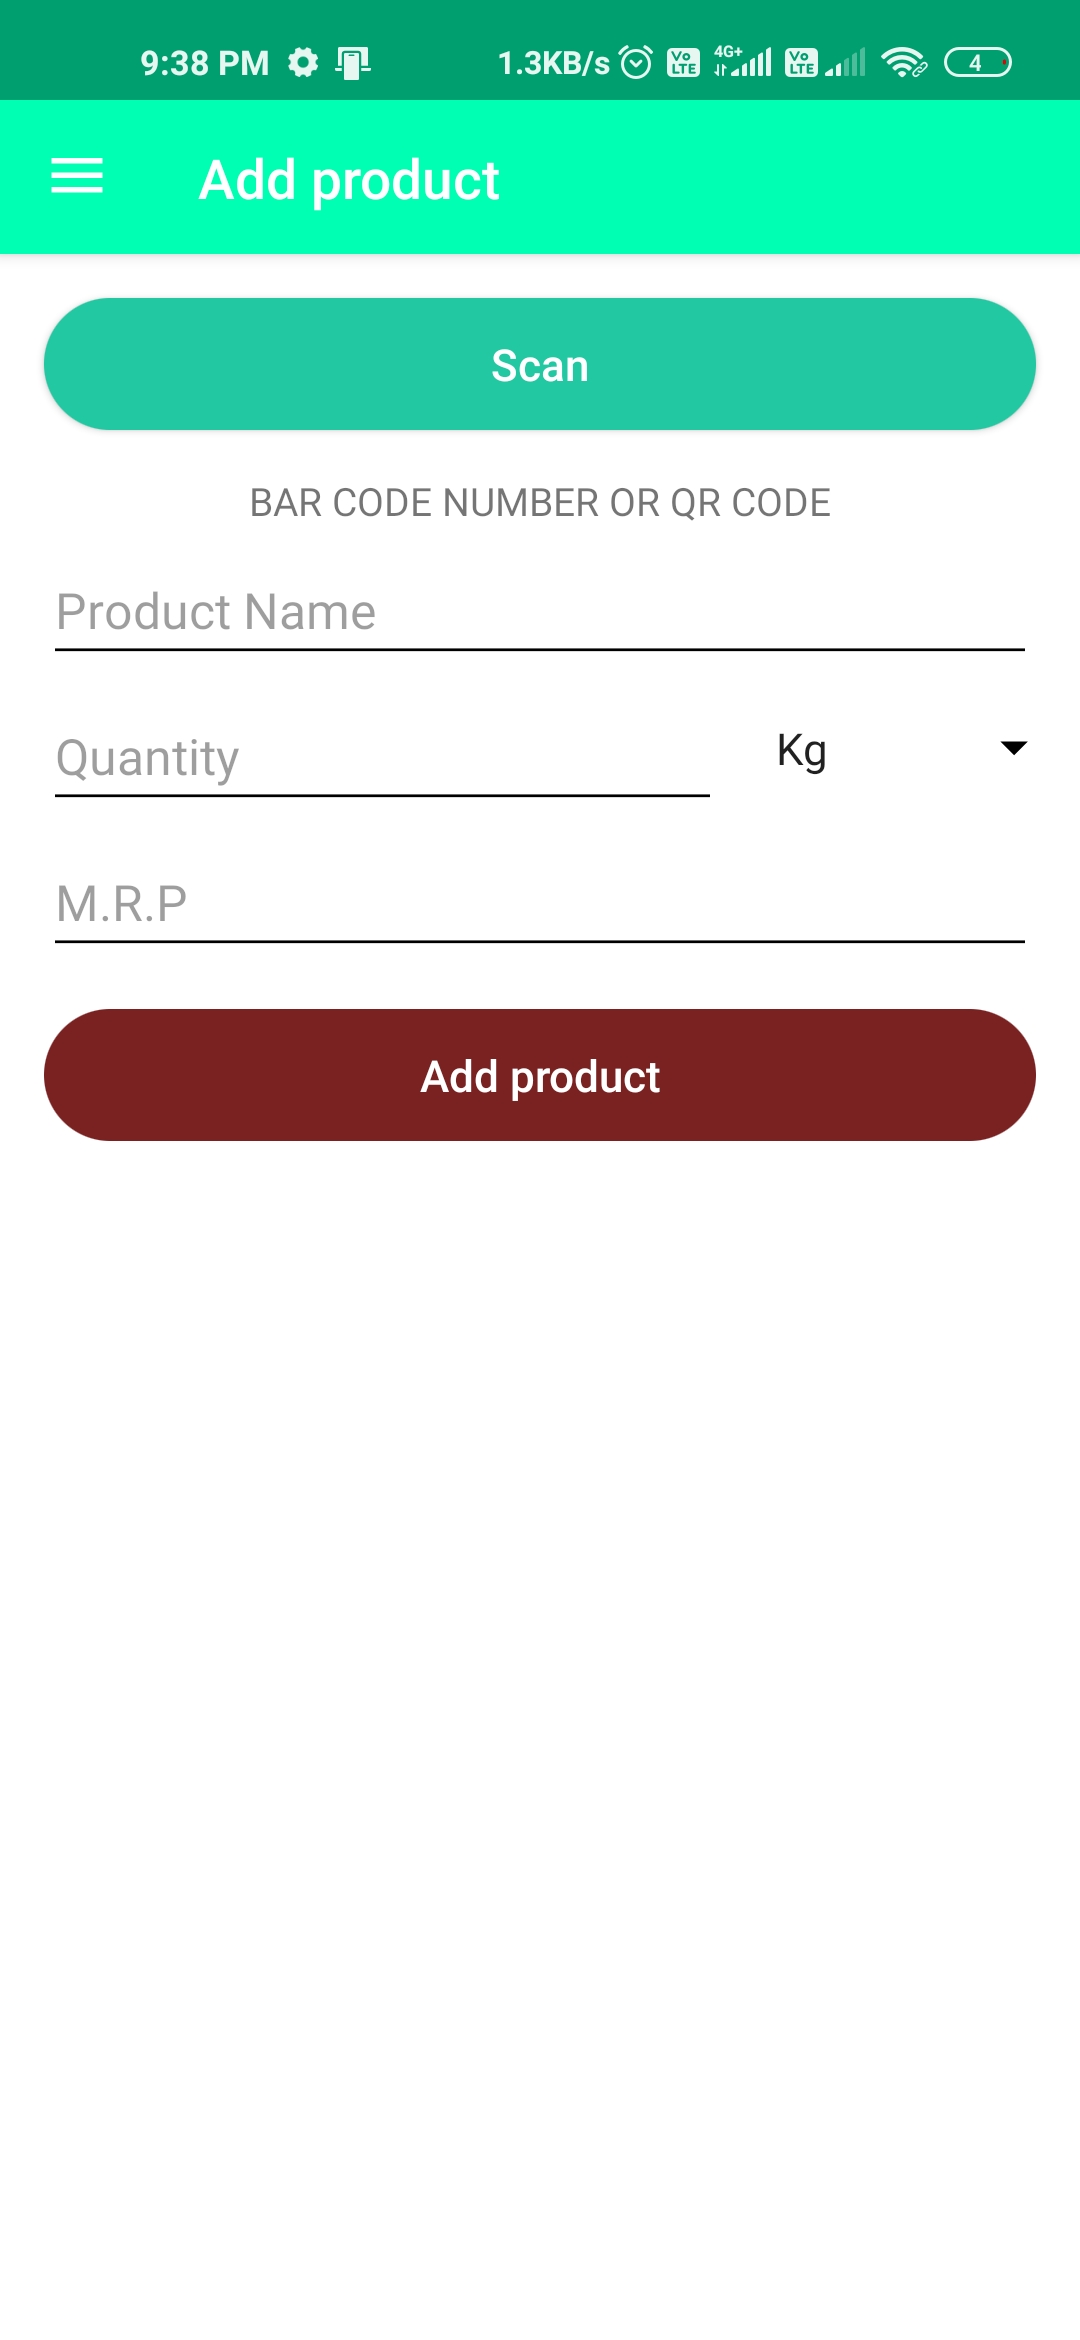 9:38 PM 1.3KB/s Vo LTE 4G+ Vo LTE 4
Add product
Scan
BAR CODE NUMBER OR QR CODE
Product Name
Quantity Kg
M.R.P
Add product